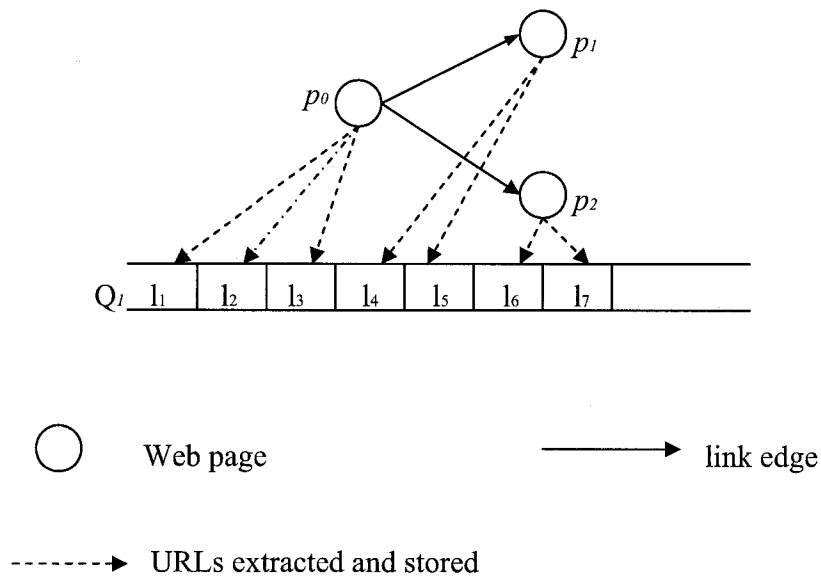 p1
p0
p2
Q1 l1 l2 l3 l4 l5 l6 l7
Web page
link edge
URLs extracted and stored